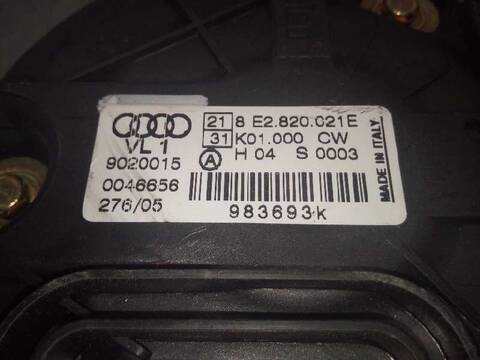 21 8 E2.820.021E
VL 1
31 K01.000 CW
9020015
A H 04 S 0003
0046656
276/05
983693k
MADE IN ITALY